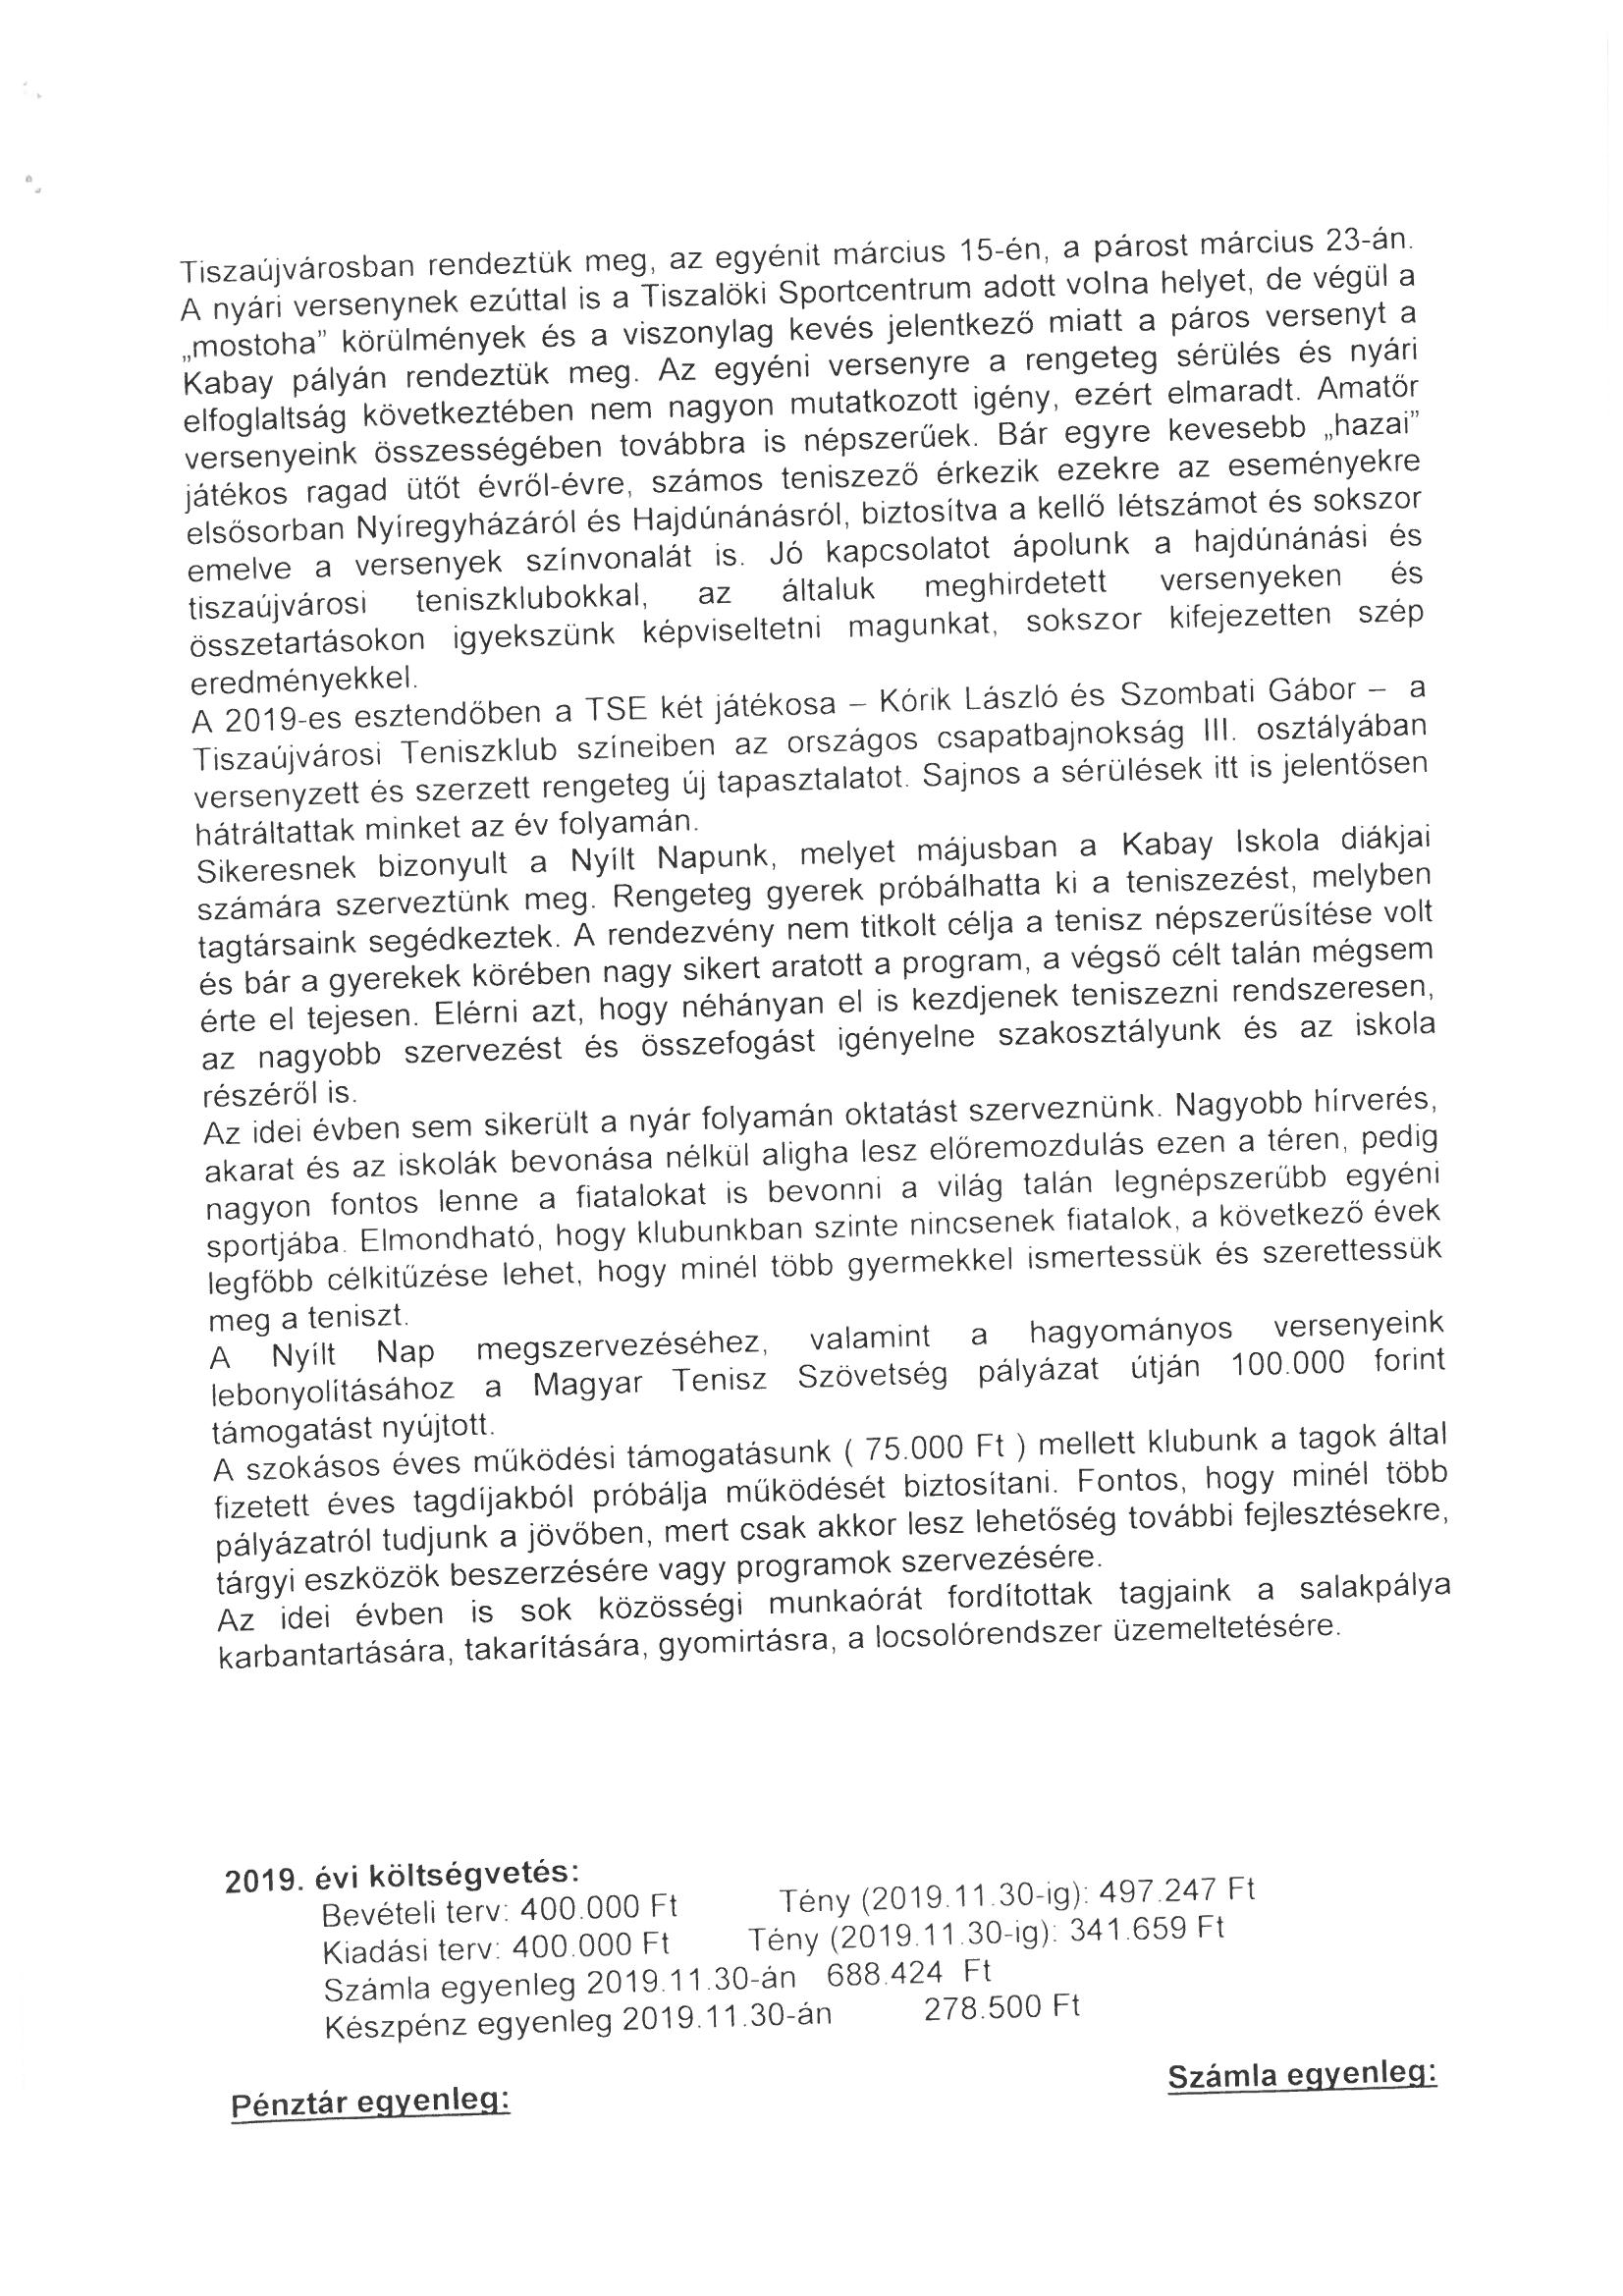 Tiszaújvárosban rendeztük meg, az egyénit március 15-én, a párost március 23-án.
A nyári versenynek ezúttal is a Tiszalöki Sportcentrum adott volna helyet, de végül a
„mostoha” körülmények és a viszonylag kevés jelentkező miatt a páros versenyt a
Kabay pályán rendeztük meg. Az egyéni versenyre a rengeteg sérülés és nyári
elfoglaltság következtében nem nagyon mutatkozott igény, ezért elmaradt. Amatőr
versenyeink összességében továbbra is népszerűek. Bár egyre kevesebb „hazai”
játékos ragad ütőt évről-évre, számos teniszező érkezik ezekre az eseményekre
elsősorban Nyíregyházáról és Hajdúnánásról, biztosítva a kellő létszámot és sokszor
emelve a versenyek színvonalát is. Jó kapcsolatot ápolunk a hajdúnánási és
tiszaújvárosi teniszklubokkal, az általuk meghirdetett versenyeken és
összetartásokon igyekszünk képviseltetni magunkat, sokszor kifejezetten szép
eredményekkel.
A 2019-es esztendőben a TSE két játékosa – Kórik László és Szombati Gábor – a
Tiszaújvárosi Teniszklub színeiben az országos csapatbajnokság III. osztályában
versenyzett és szerzett rengeteg új tapasztalatot. Sajnos a sérülések itt is jelentősen
hátráltattak minket az év folyamán.
Sikeresnek bizonyult a Nyílt Napunk, melyet májusban a Kabay Iskola diákjai
számára szerveztünk meg. Rengeteg gyerek próbálhatta ki a teniszezést, melyben
tagtársaink segédkeztek. A rendezvény nem titkolt célja a tenisz népszerűsítése volt
és bár a gyerekek körében nagy sikert aratott a program, a végső célt talán mégsem
érte el tejesen. Elérni azt, hogy néhányan el is kezdjenek teniszezni rendszeresen,
az nagyobb szervezést és összefogást igényelne szakosztályunk és az iskola
részéről is.
Az idei évben sem sikerült a nyár folyamán oktatást szerveznünk. Nagyobb hírverés,
akarat és az iskolák bevonása nélkül aligha lesz előremozdulás ezen a téren, pedig
nagyon fontos lenne a fiatalokat is bevonni a világ talán legnépszerűbb egyéni
sportjába. Elmondható, hogy klubunkban szinte nincsenek fiatalok, a következő évek
legfőbb célkitűzése lehet, hogy minél több gyermekkel ismertessük és szerettessük
meg a teniszt.
A Nyílt Nap megszervezéséhez, valamint a hagyományos versenyeink
lebonyolításához a Magyar Tenisz Szövetség pályázat útján 100.000 forint
támogatást nyújtott.
A szokásos éves működési támogatásunk ( 75.000 Ft ) mellett klubunk a tagok által
fizetett éves tagdíjakból próbálja működését biztosítani. Fontos, hogy minél több
pályázatról tudjunk a jövőben, mert csak akkor lesz lehetőség további fejlesztésekre,
tárgyi eszközök beszerzésére vagy programok szervezésére.
Az idei évben is sok közösségi munkaórát fordítottak tagjaink a salakpálya
karbantartására, takarítására, gyomirtásra, a locsolórendszer üzemeltetésére.
2019. évi költségvetés:
Bevételi terv: 400.000 Ft Tény (2019.11.30-ig): 497.247 Ft
Kiadási terv: 400.000 Ft Tény (2019.11.30-ig): 341.659 Ft
Számla egyenleg 2019.11.30-án 688.424 Ft
Készpénz egyenleg 2019.11.30-án 278.500 Ft
Pénztár egyenleg: Számla egyenleg: